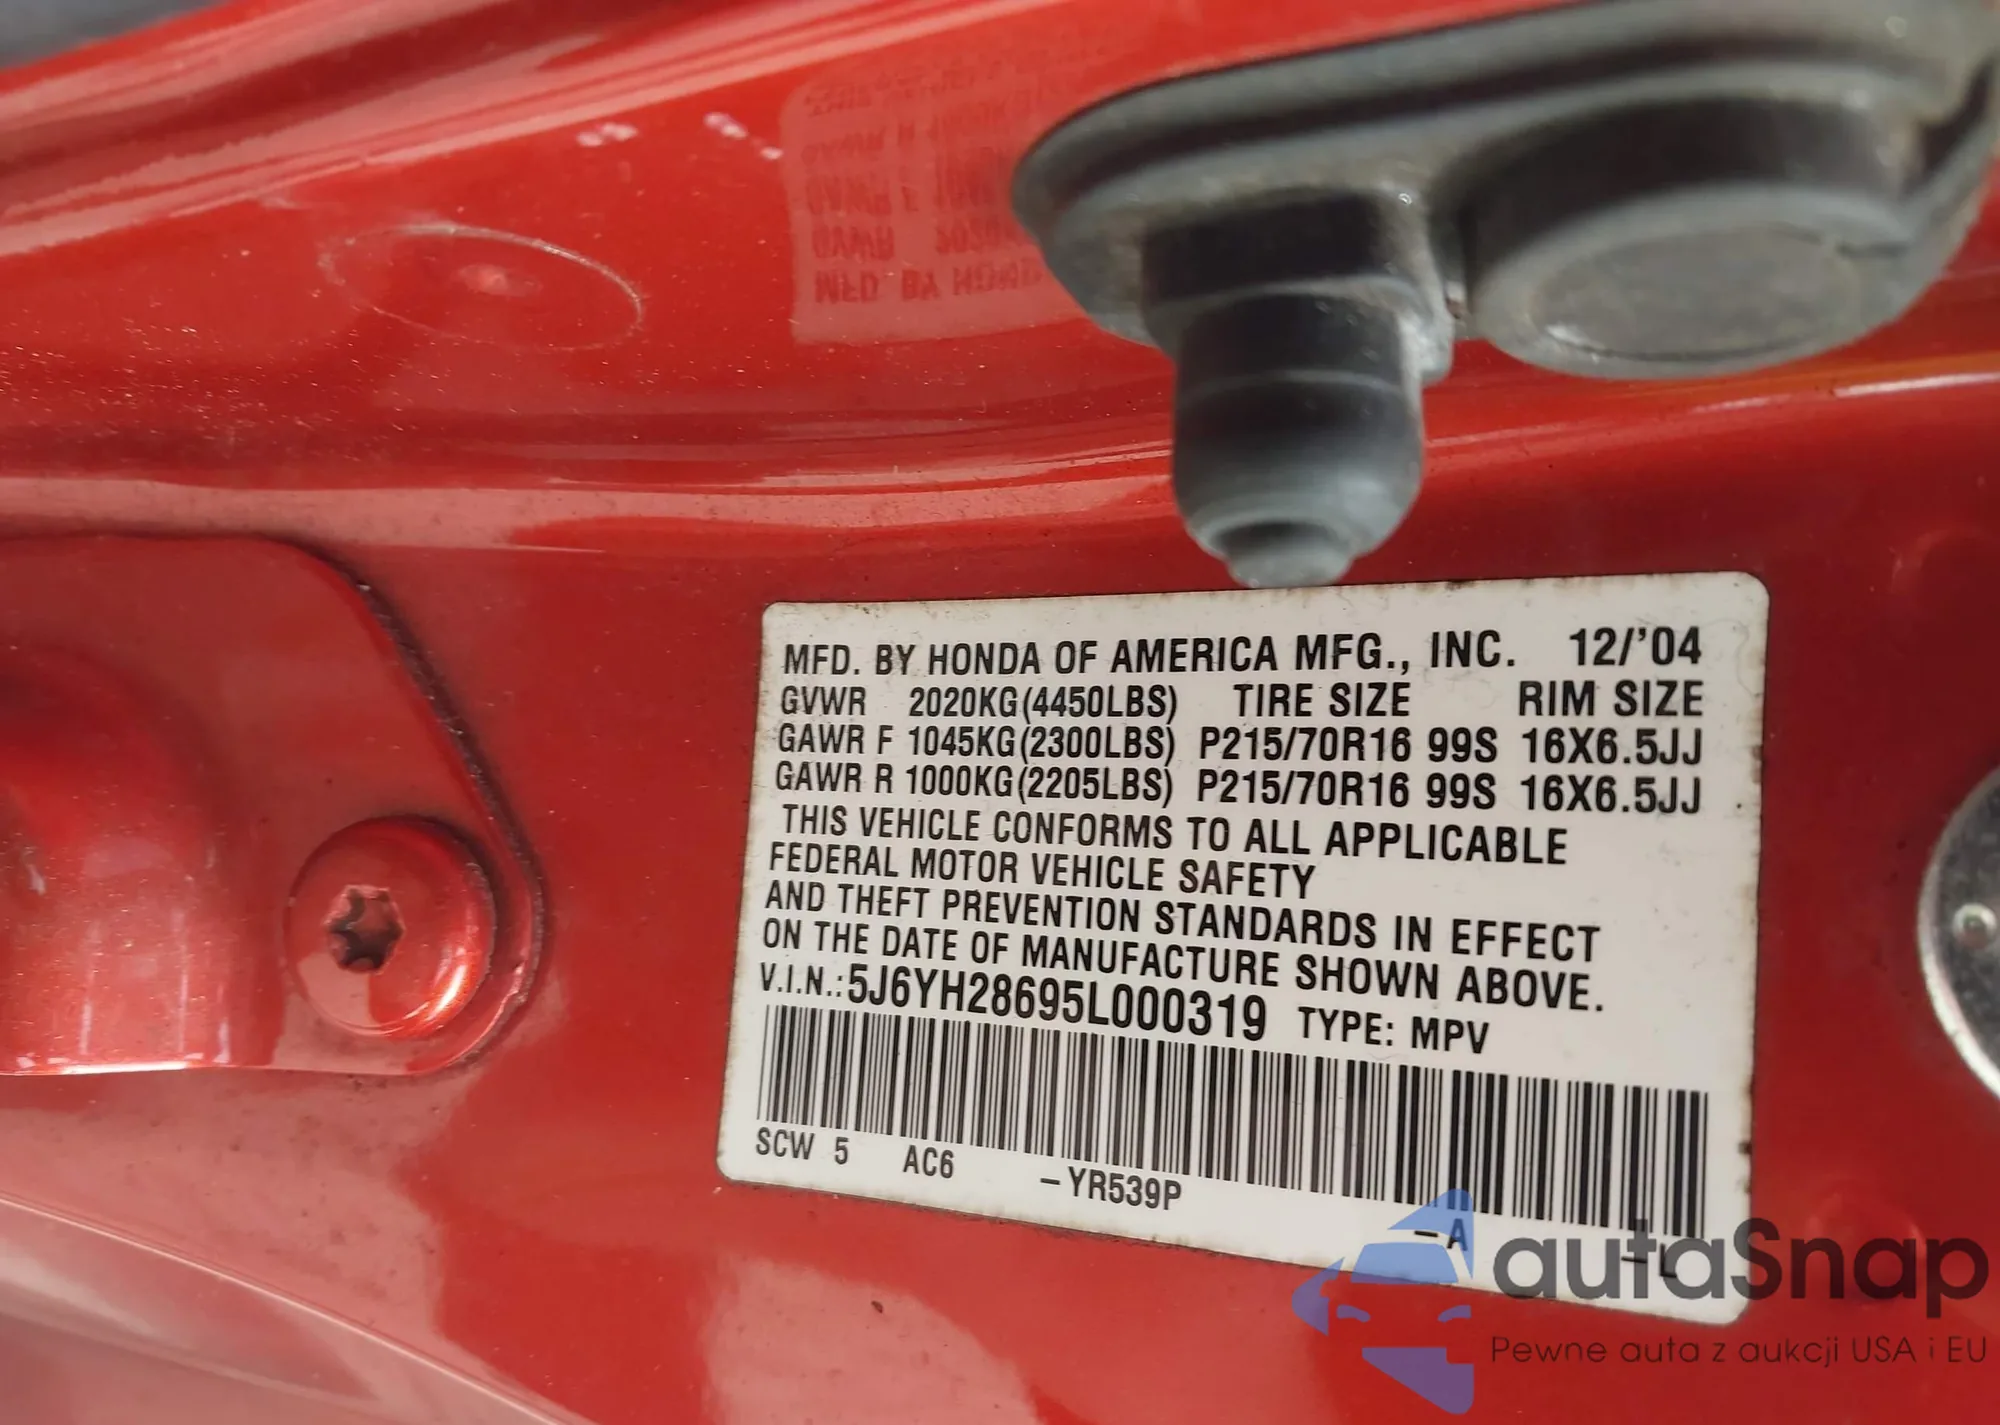 MFD. BY HONDA OF AMERICA MFG., INC. 12/'04
GVWR 2020KG(4450LBS) TIRE SIZE RIM SIZE
GAWR F 1045KG(2300LBS) P215/70R16 99S 16X6.5JJ
GAWR R 1000KG(2205LBS) P215/70R16 99S 16X6.5JJ
THIS VEHICLE CONFORMS TO ALL APPLICABLE
FEDERAL MOTOR VEHICLE SAFETY
AND THEFT PREVENTION STANDARDS IN EFFECT
ON THE DATE OF MANUFACTURE SHOWN ABOVE.
V.I.N.:5J6YH28695L000319 TYPE: MPV
SCW 5 AC6 -YR539P -A -L
autaSnap
Pewne auta z aukcji USA i EU